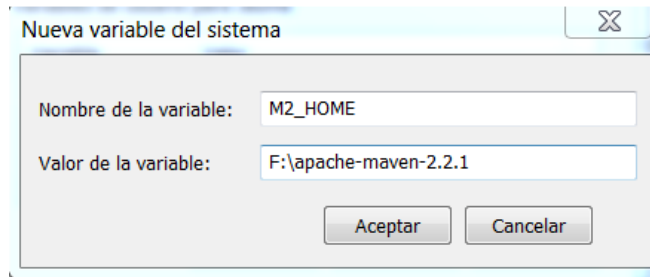 Nueva variable del sistema
Nombre de la variable: M2_HOME
Valor de la variable: F:\apache-maven-2.2.1
Aceptar Cancelar